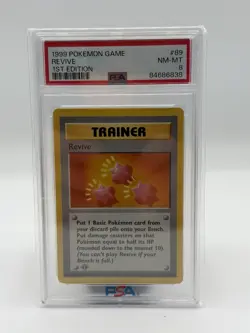 1999 POKEMON GAME #89
REVIVE NM-MT
1ST EDITION 8
PSA 94686838
TRAINER
Revive
Put 1 Basic Pokémon card from
your discard pile onto your Bench.
Put damage counters on that
Pokémon equal to half its HP
(rounded down to the nearest 10).
(You can't play Revive if your
Bench is full.)
PSA